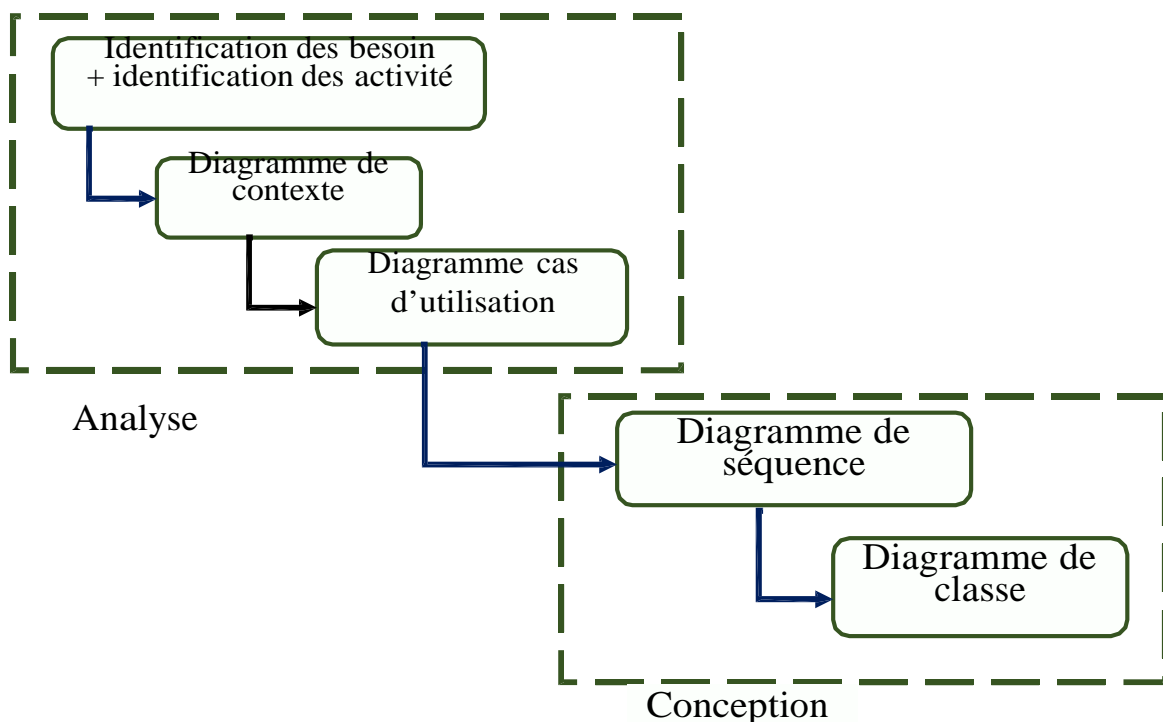 Identification des besoin
+ identification des activité
Diagramme de
contexte
Diagramme cas
d’utilisation
Analyse
Diagramme de
séquence
Diagramme de
classe
Conception